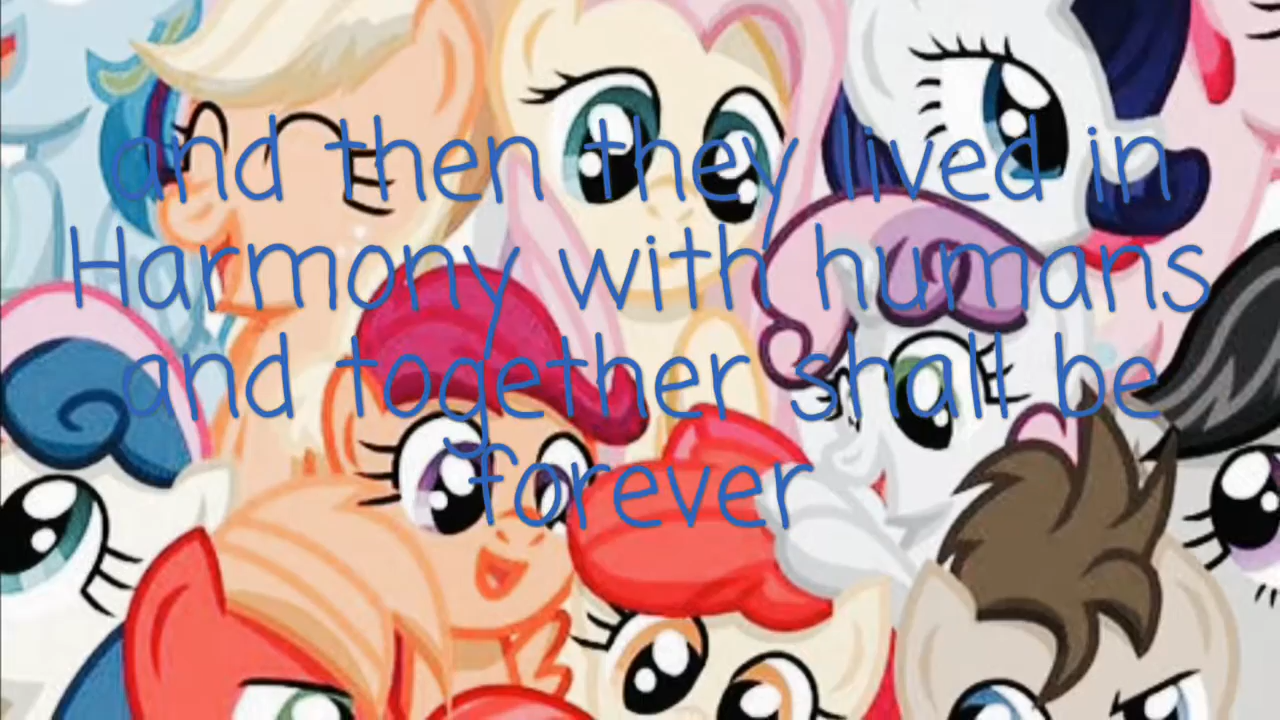 and then they lived in
Harmony with humans
and together shall be
forever